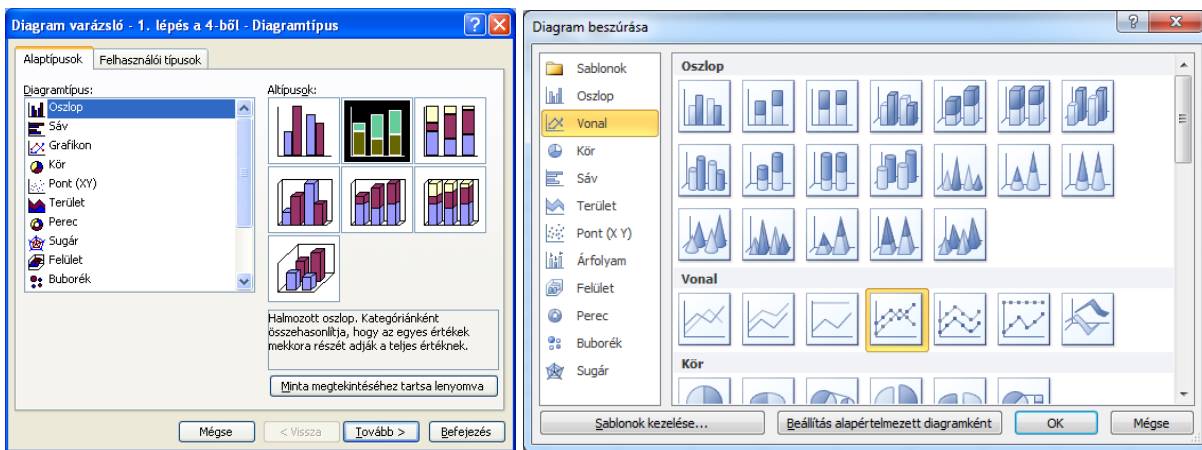 Diagram varázsló - 1. lépés a 4-ből - Diagramtípus
Alaptípusok
Felhasználói típusok
Diagramtípus:
Oszlop
Sáv
Grafikon
Kör
Pont (XY)
Terület
Perec
Sugár
Felület
Buborék
Altípusok:
Halmozott oszlop. Kategóriánként
összehasonlítja, hogy az egyes értékek
mekkora részét adják a teljes értéknek.
Minta megtekintéséhez tartsa lenyomva
Mégse
< Vissza
Tovább >
Befejezés
Diagram beszúrása
Sablonok
Oszlop
Vonal
Kör
Sáv
Terület
Pont (X Y)
Árfolyam
Felület
Perec
Buborék
Sugár
Oszlop
Vonal
Kör
Sablonok kezelése...
Beállítás alapértelmezett diagramként
OK
Mégse